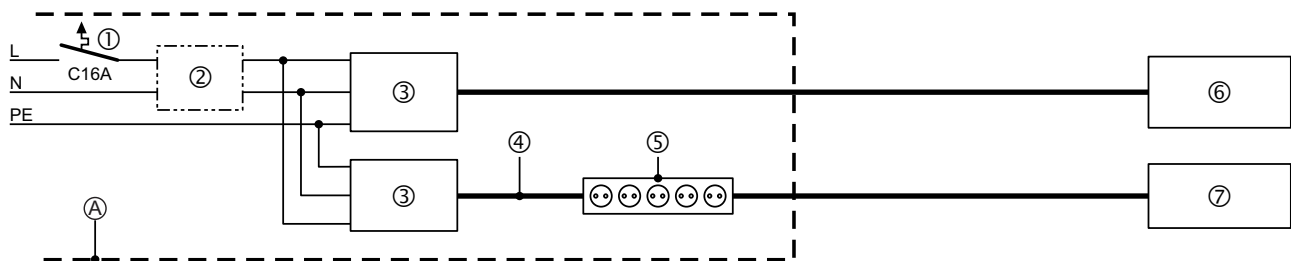 ①
L
C16A
②
③
⑥
N
PE
④
⑤
③
⑦
Ⓐ